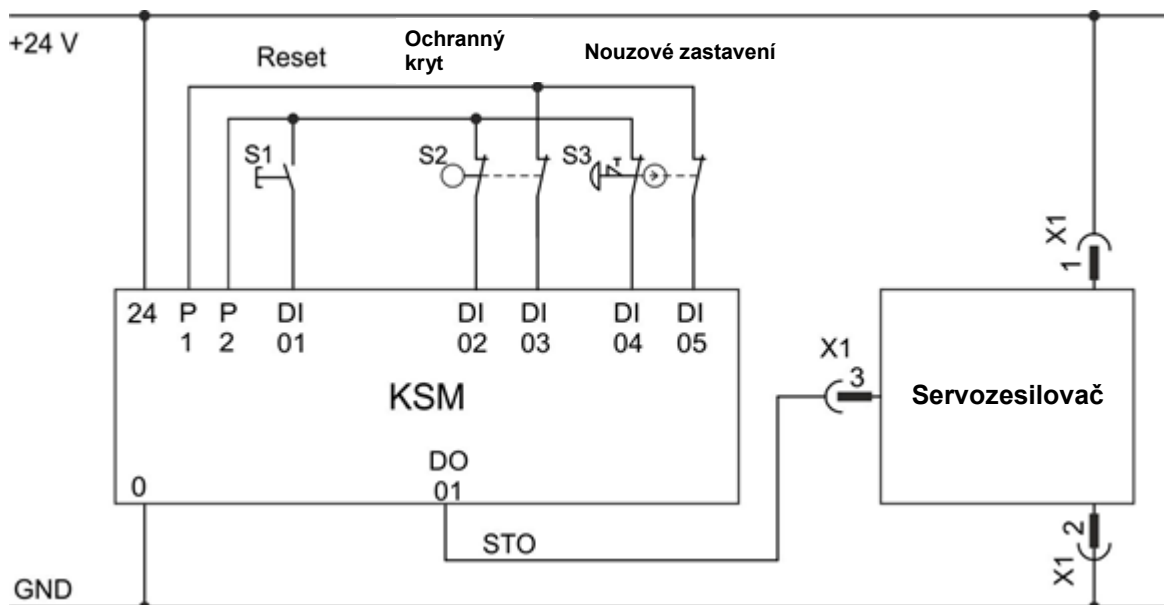 +24 V
Reset
Ochranný
kryt
Nouzové zastavení
S1
S2
S3
X1
1
24 P P DI DI DI DI DI
1 2 01 02 03 04 05
X1
3
KSM
Servozesilovač
DO
01
0
STO
2
X1
GND